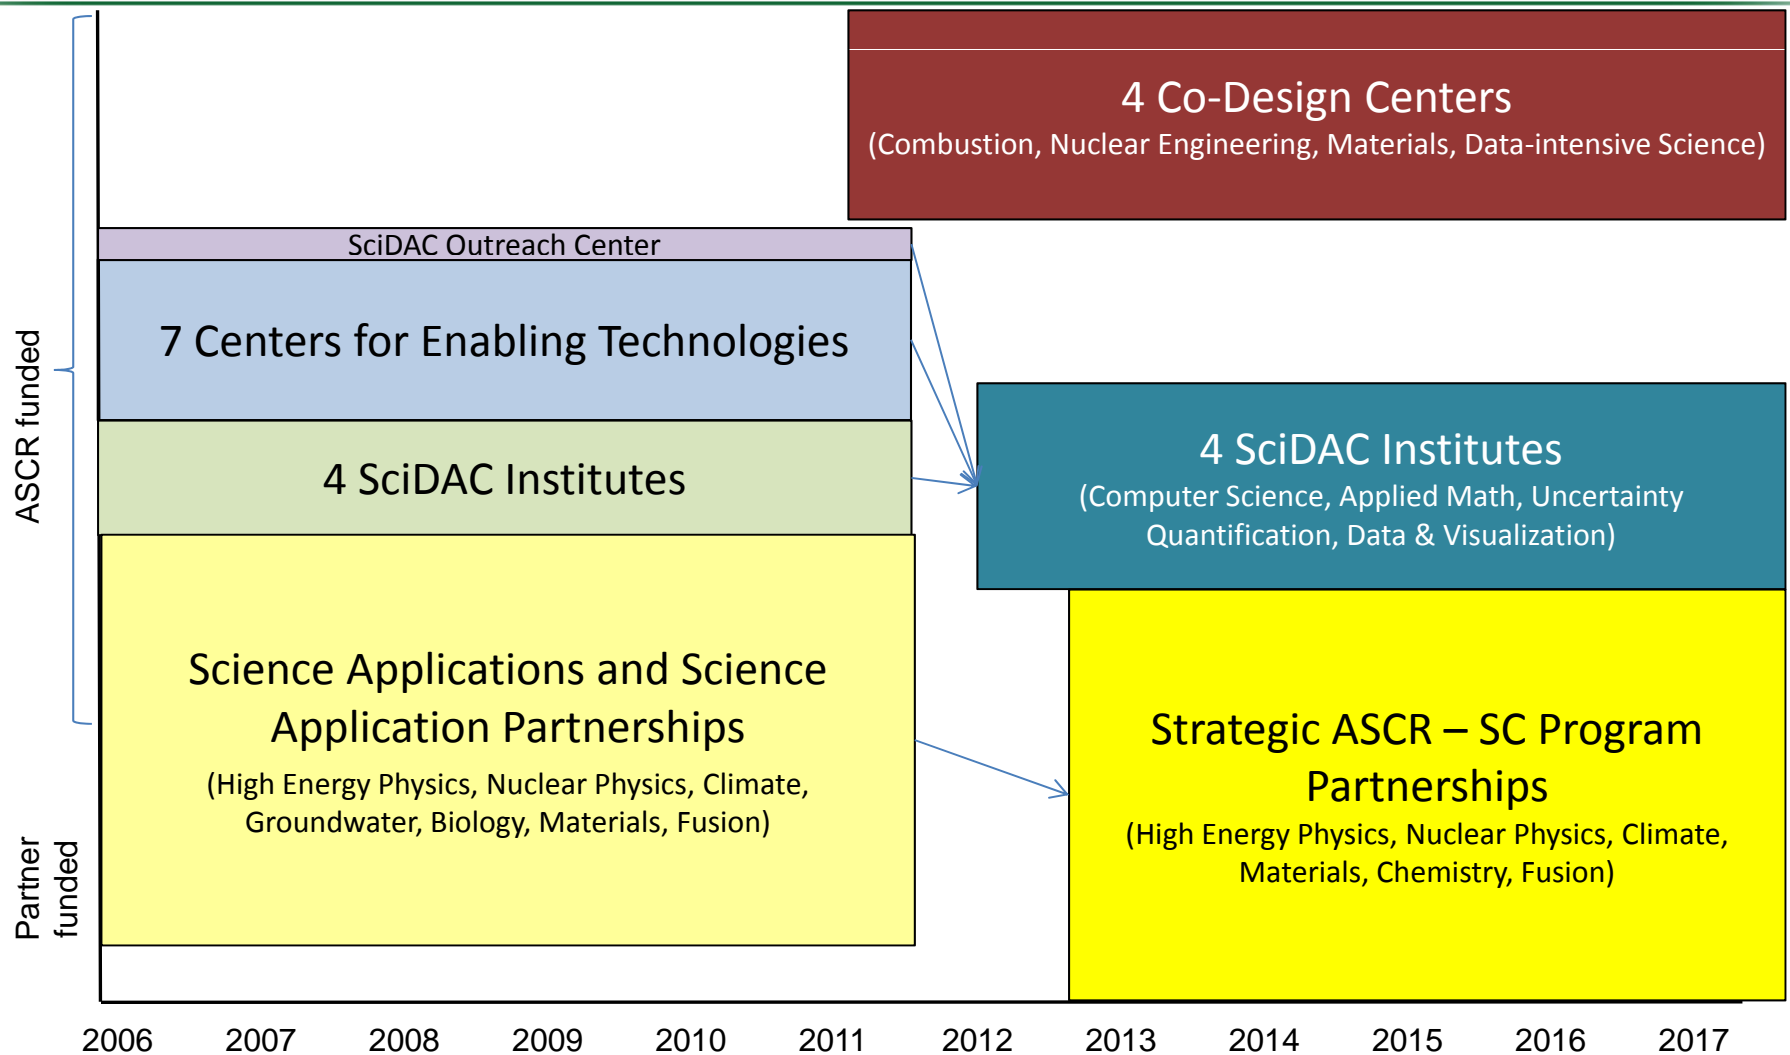 4 Co-Design Centers
(Combustion, Nuclear Engineering, Materials, Data-intensive Science)
SciDAC Outreach Center
7 Centers for Enabling Technologies
4 SciDAC Institutes
Science Applications and Science
Application Partnerships
(High Energy Physics, Nuclear Physics, Climate,
Groundwater, Biology, Materials, Fusion)
4 SciDAC Institutes
(Computer Science, Applied Math, Uncertainty
Quantification, Data & Visualization)
Strategic ASCR – SC Program
Partnerships
(High Energy Physics, Nuclear Physics, Climate,
Materials, Chemistry, Fusion)
ASCR funded
Partner
funded
2006 2007 2008 2009 2010 2011 2012 2013 2014 2015 2016 2017